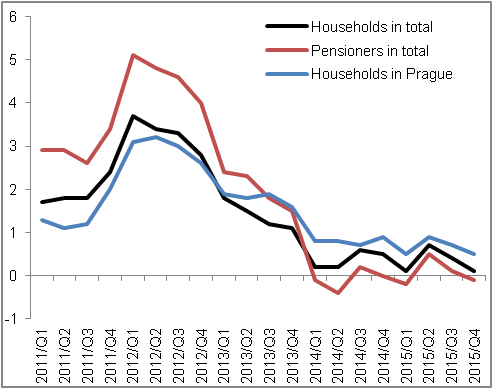 6
5
4
3
2
1
0
-1
Households in total
Pensioners in total
Households in Prague
2011/Q1
2011/Q2
2011/Q3
2011/Q4
2012/Q1
2012/Q2
2012/Q3
2012/Q4
2013/Q1
2013/Q2
2013/Q3
2013/Q4
2014/Q1
2014/Q2
2014/Q3
2014/Q4
2015/Q1
2015/Q2
2015/Q3
2015/Q4